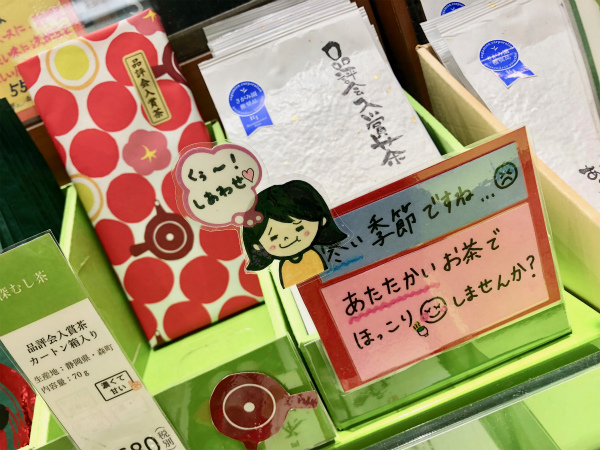 品評会入賞茶
品評会入賞茶
くぅ〜!
しあわせ♡
寒い季節ですね…
あたたかいお茶で
ほっこりしませんか?
深むし茶
品評会入賞茶
カートン箱入り
生産地:静岡県・森町
内容量:70g
濃くて
甘い
税別
茶